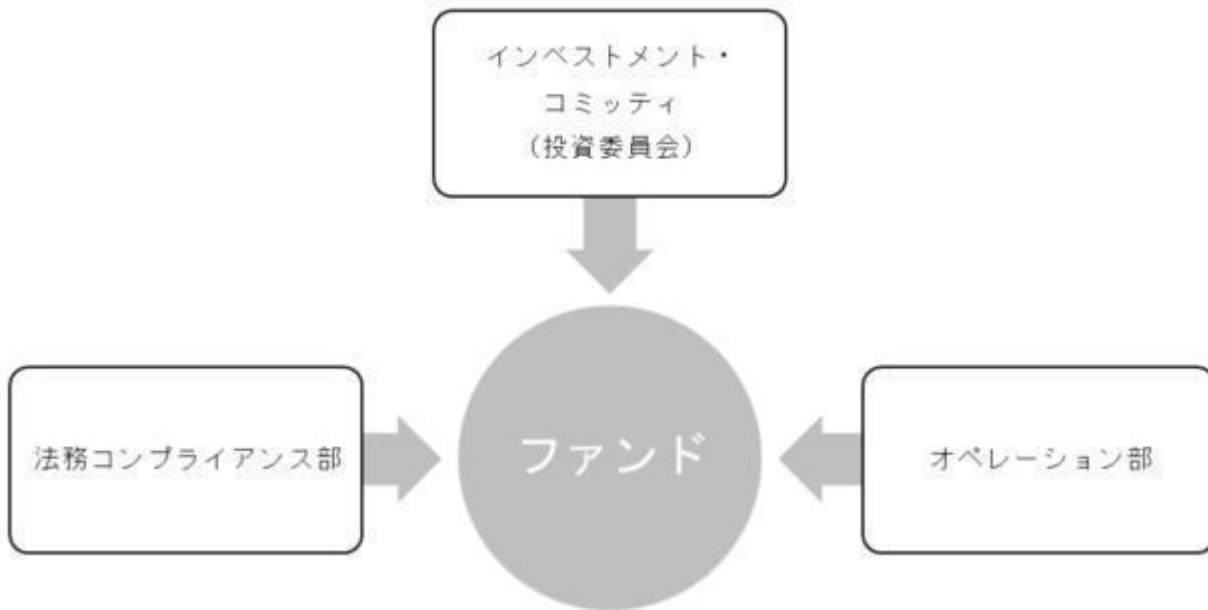 インベストメント・
コミッティ
（投資委員会）
法務コンプライアンス部
ファンド
オペレーション部